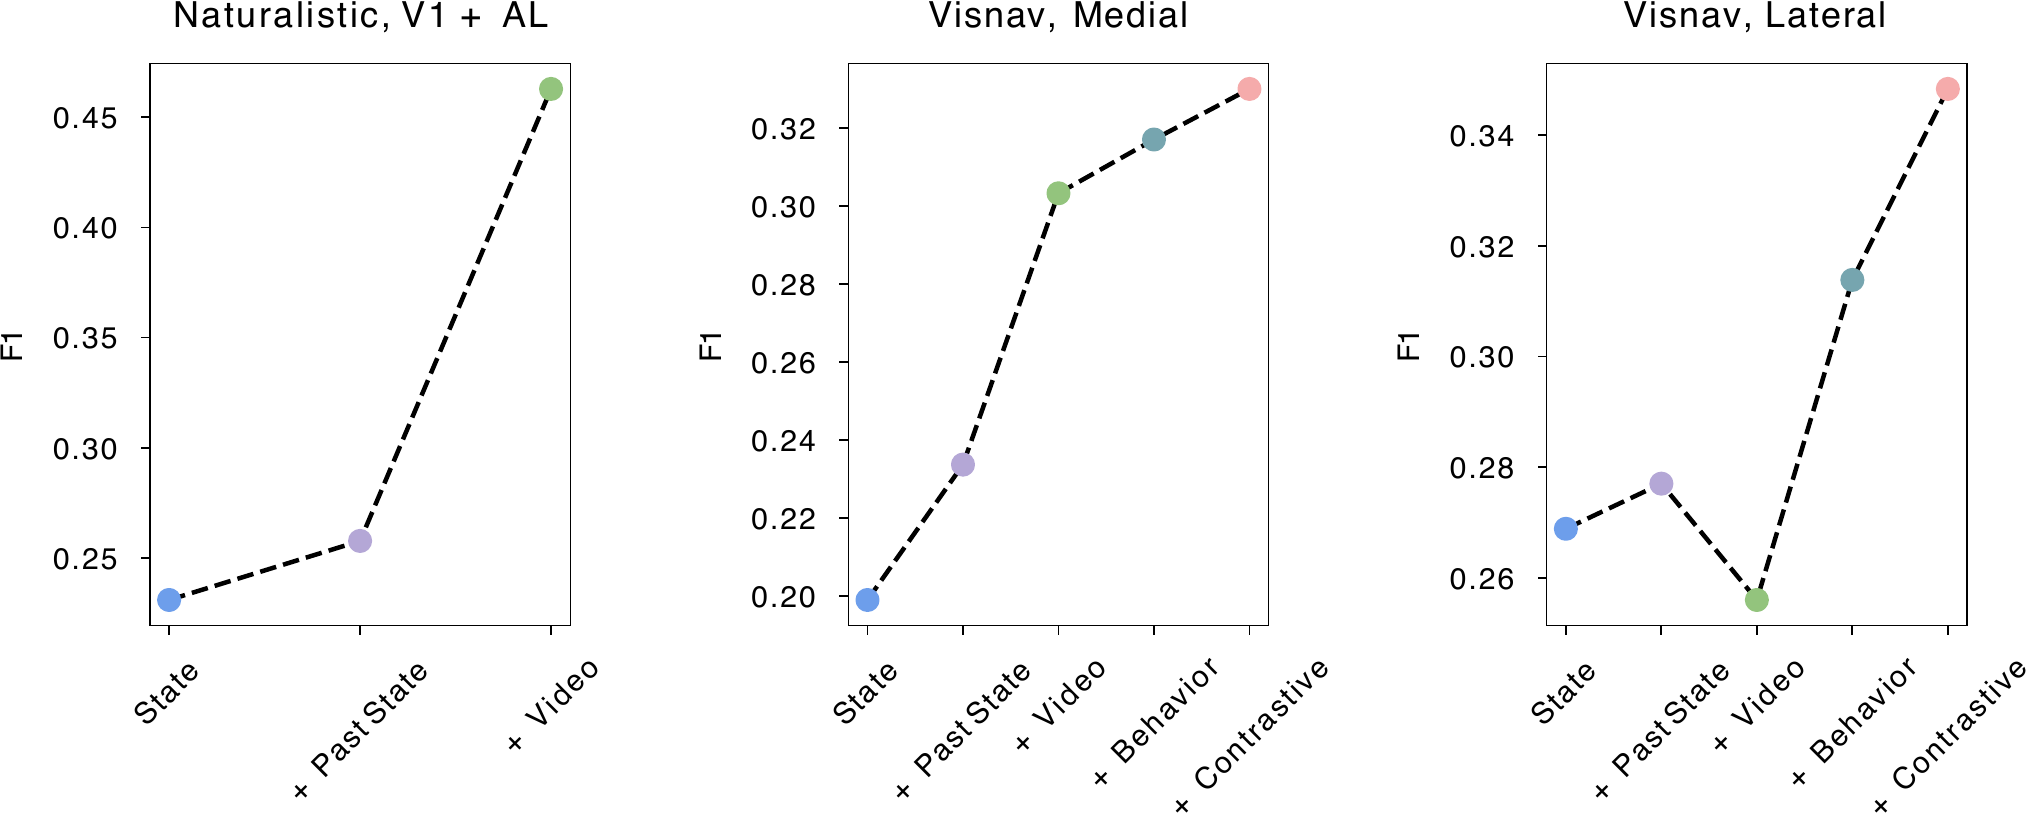 Naturalistic, V1 + AL
F1
0.45
0.40
0.35
0.30
0.25
State
+ Past State
+ Video
Visnav, Medial
F1
0.32
0.30
0.28
0.26
0.24
0.22
0.20
State
+ Past State
+ Video
+ Behavior
+ Contrastive
Visnav, Lateral
F1
0.34
0.32
0.30
0.28
0.26
State
+ Past State
+ Video
+ Behavior
+ Contrastive